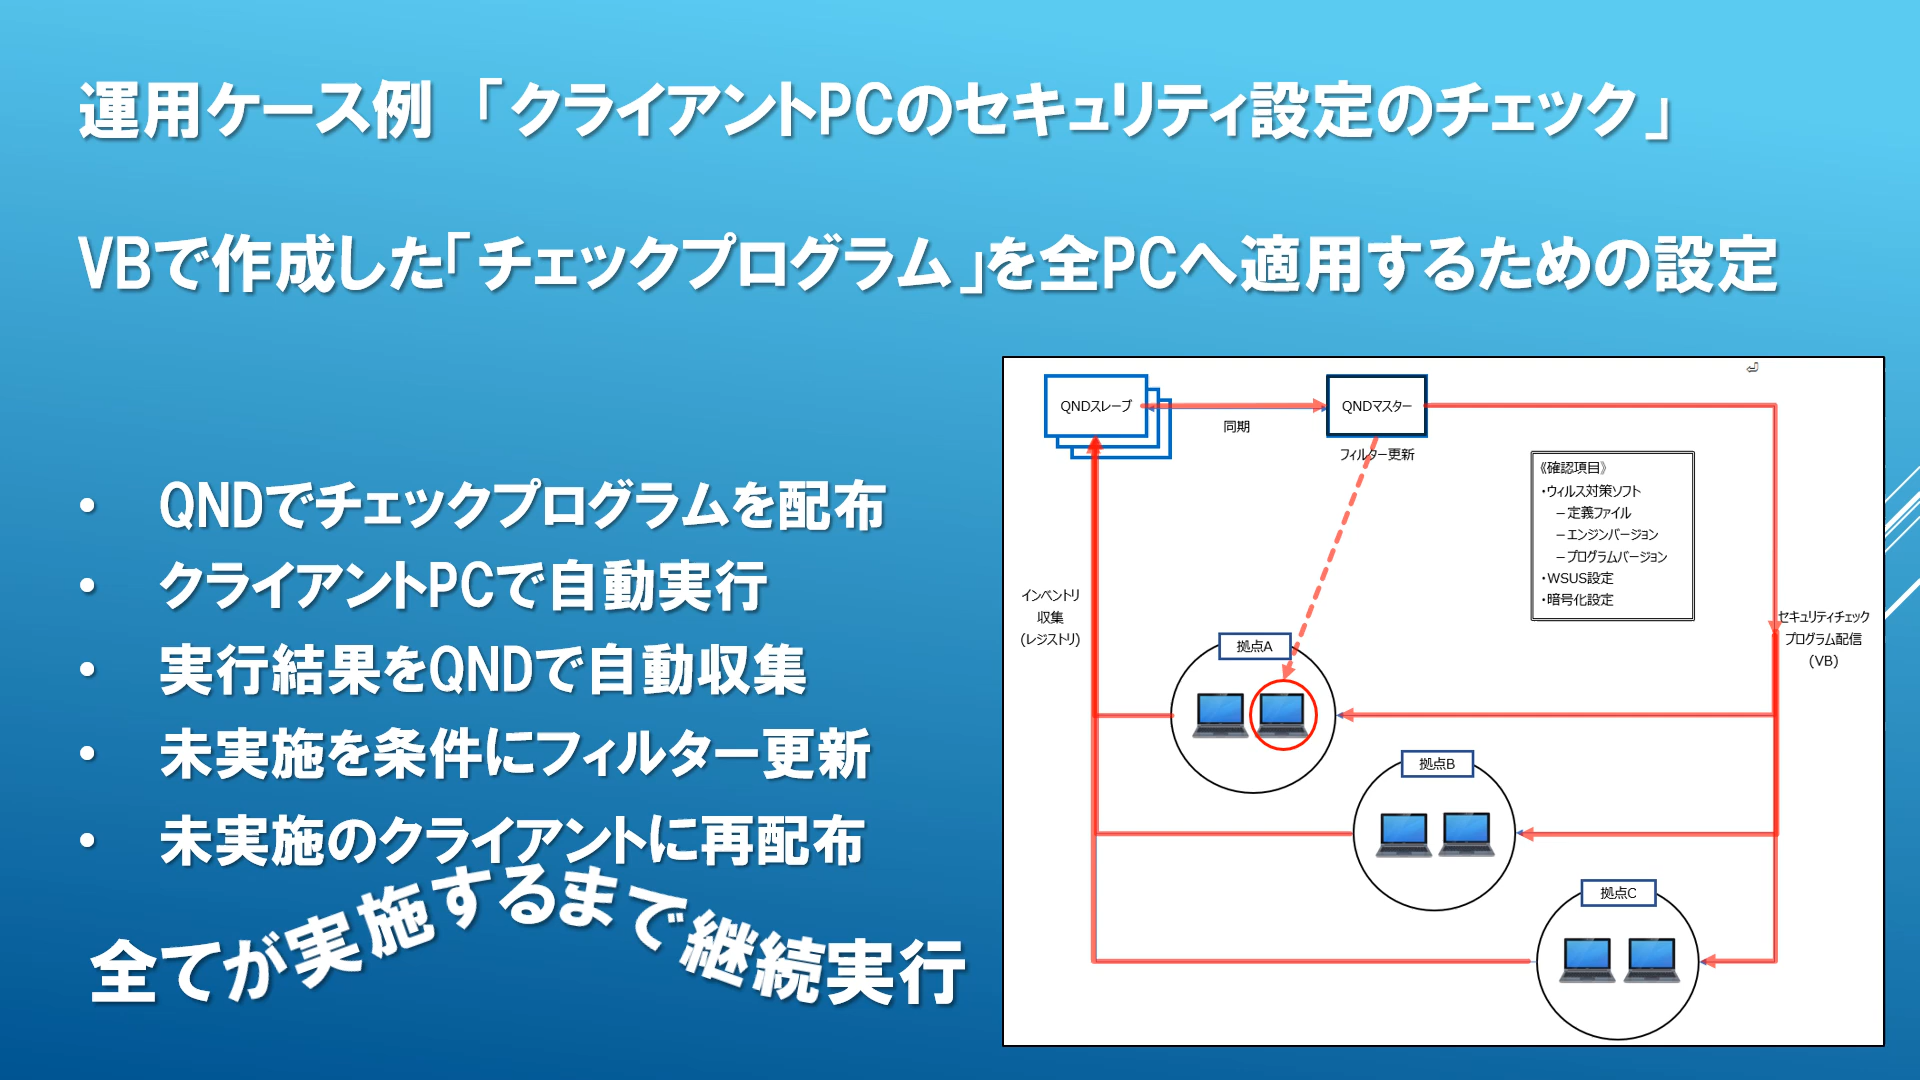 運用ケース例 「クライアントPCのセキュリティ設定のチェック」
VBで作成した「チェックプログラム」を全PCへ適用するための設定
• QNDでチェックプログラムを配布
• クライアントPCで自動実行
• 実行結果をQNDで自動収集
• 未実施を条件にフィルター更新
• 未実施のクライアントに再配布
全てが実施するまで継続実行
QNDスレーブ
同期
QNDマスター
フィルター更新
《確認項目》
・ウィルス対策ソフト
－定義ファイル
－エンジンバージョン
－プログラムバージョン
・WSUS設定
・暗号化設定
インベントリ
収集
(レジストリ)
セキュリティチェック
プログラム配信
(VB)
拠点A
拠点B
拠点C